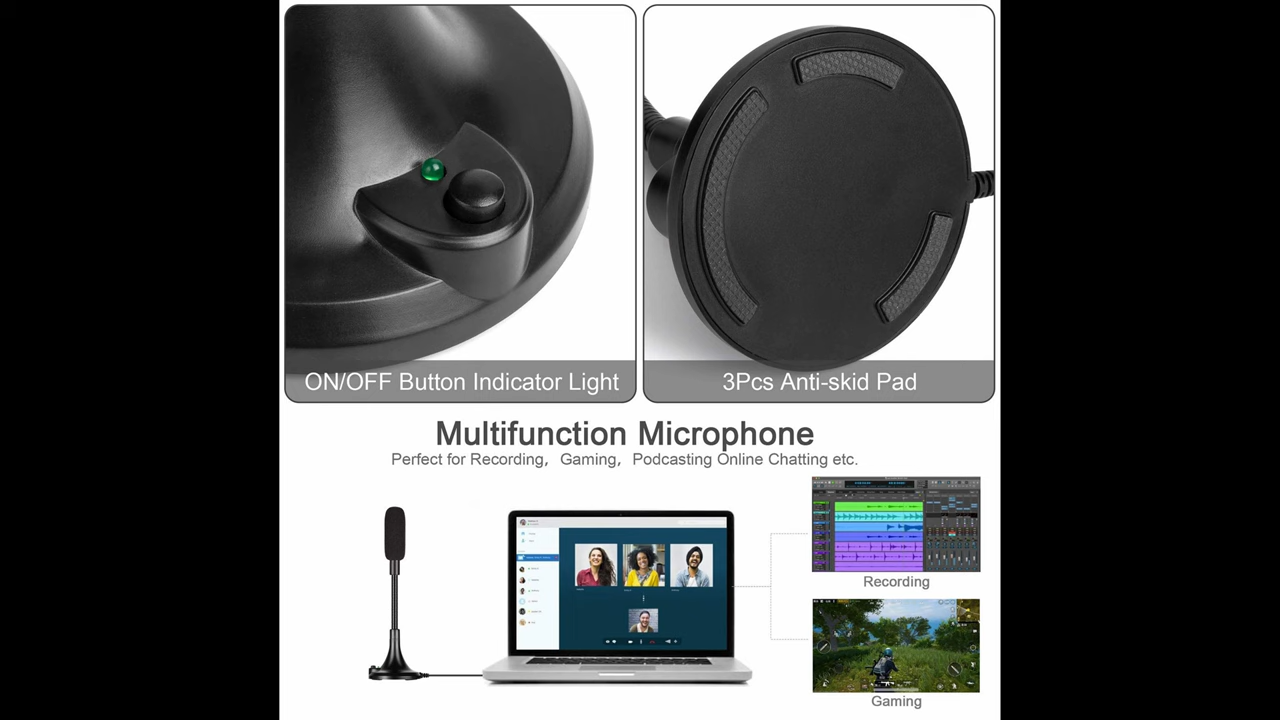 ON/OFF Button Indicator Light
3Pcs Anti-skid Pad
Multifunction Microphone
Perfect for Recording, Gaming, Podcasting Online Chatting etc.
Recording
Gaming